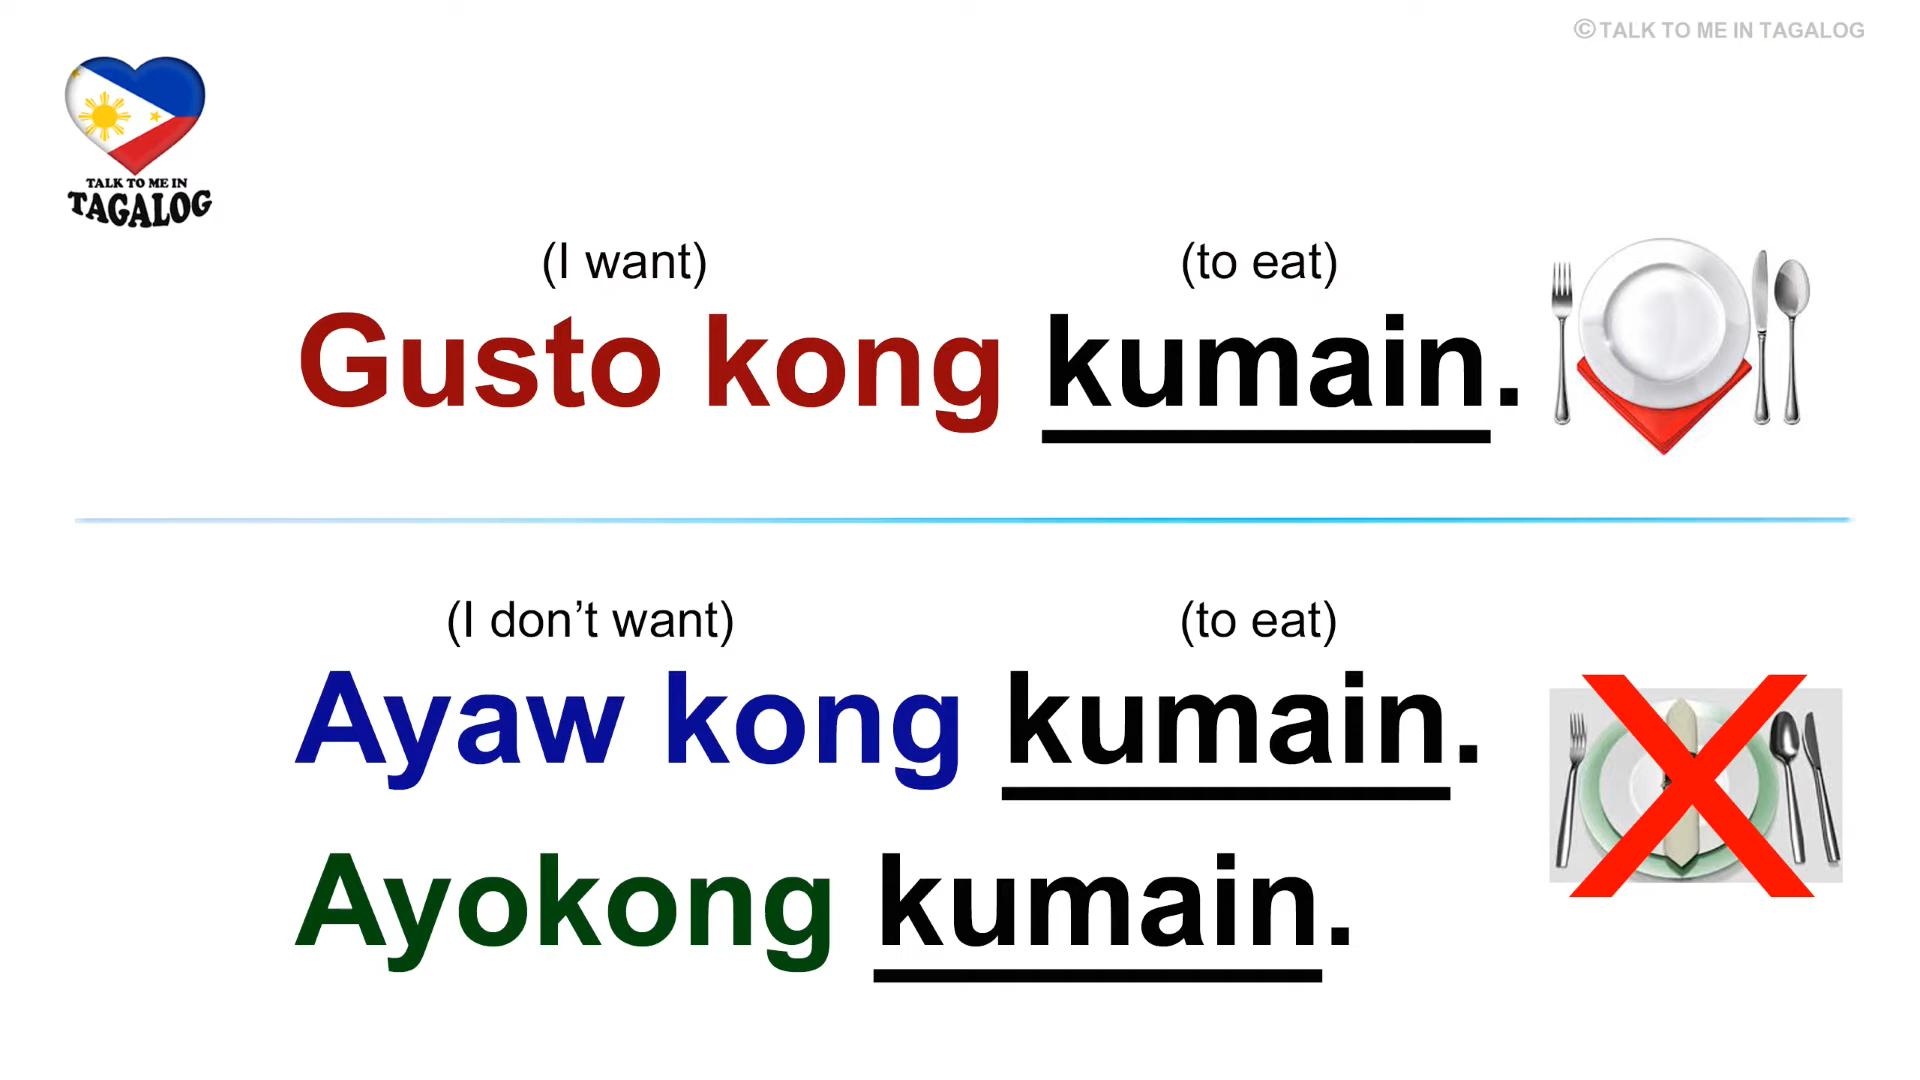 © TALK TO ME IN TAGALOG
TALK TO ME IN
TAGALOG
(I want) (to eat)
Gusto kong kumain.
(I don’t want) (to eat)
Ayaw kong kumain.
Ayokong kumain.